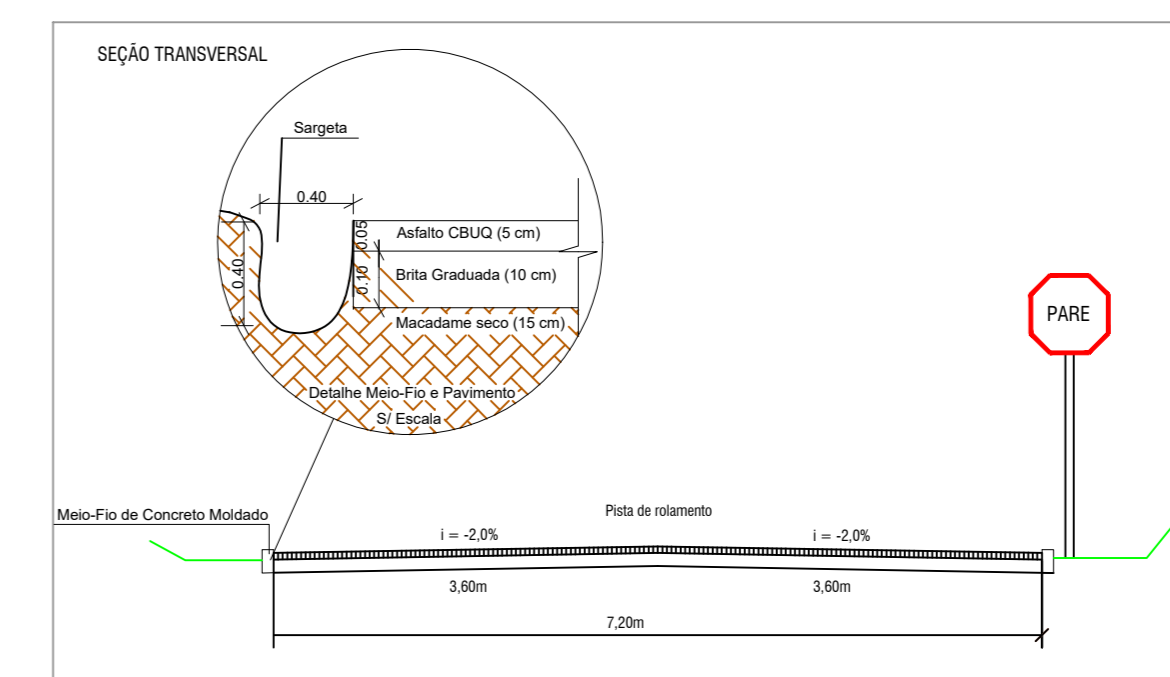 SEÇÃO TRANSVERSAL
Sargeta
0.40
0.40
0.05
Asfalto CBUQ (5 cm)
0.10
Brita Graduada (10 cm)
Macadame seco (15 cm)
Detalhe Meio-Fio e Pavimento
S/ Escala
PARE
Meio-Fio de Concreto Moldado
Pista de rolamento
i = -2,0%
i = -2,0%
3,60m
3,60m
7,20m